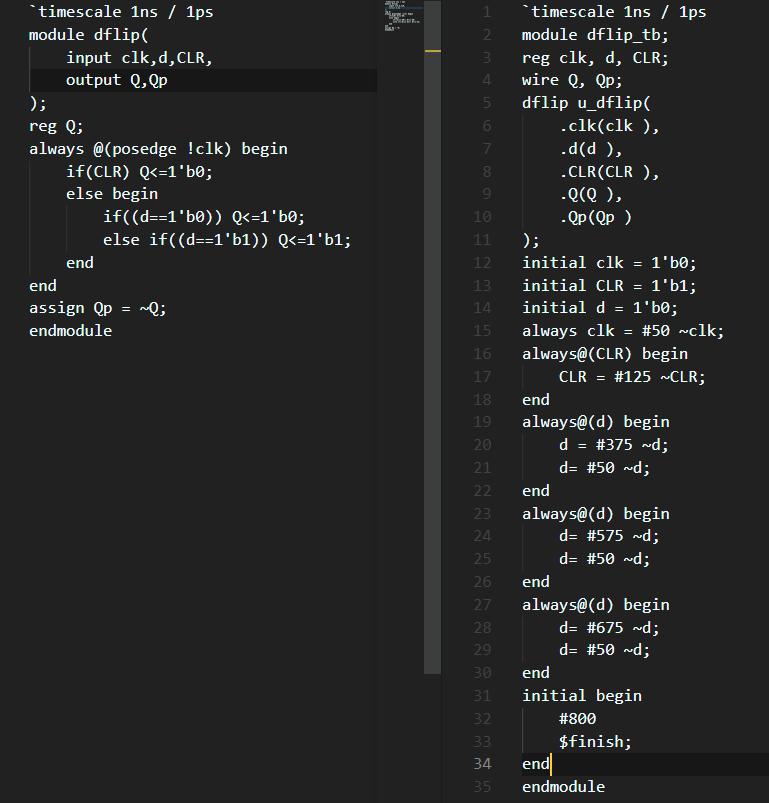 `timescale 1ns / 1ps
module dflip(
    input clk,d,CLR,
    output Q,Qp
);
reg Q;
always @(posedge !clk) begin
    if(CLR) Q<=1'b0;
    else begin
        if((d==1'b0)) Q<=1'b0;
        else if((d==1'b1)) Q<=1'b1;
    end
end
assign Qp = ~Q;
endmodule
1 `timescale 1ns / 1ps
2 module dflip_tb;
3 reg clk, d, CLR;
4 wire Q, Qp;
5 dflip u_dflip(
6     .clk(clk ),
7     .d(d ),
8     .CLR(CLR ),
9     .Q(Q ),
10     .Qp(Qp )
11 );
12 initial clk = 1'b0;
13 initial CLR = 1'b1;
14 initial d = 1'b0;
15 always clk = #50 ~clk;
16 always@(CLR) begin
17     CLR = #125 ~CLR;
18 end
19 always@(d) begin
20     d = #375 ~d;
21     d= #50 ~d;
22 end
23 always@(d) begin
24     d= #575 ~d;
25     d= #50 ~d;
26 end
27 always@(d) begin
28     d= #675 ~d;
29     d= #50 ~d;
30 end
31 initial begin
32     #800
33     $finish;
34 end
35 endmodule